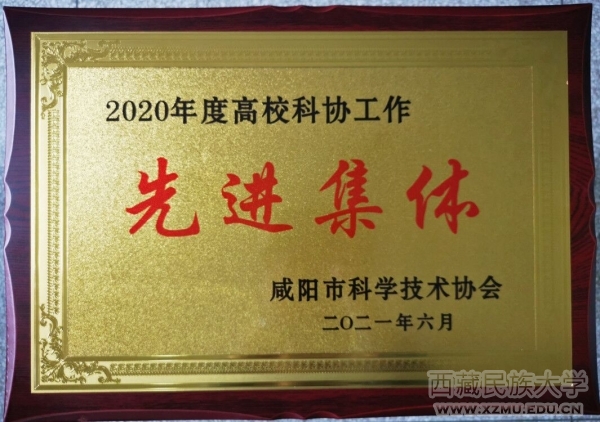 2020年度高校科协工作
先进集体
咸阳市科学技术协会
二〇二一年六月
西藏民族大学
WWW.XZMU.EDU.CN